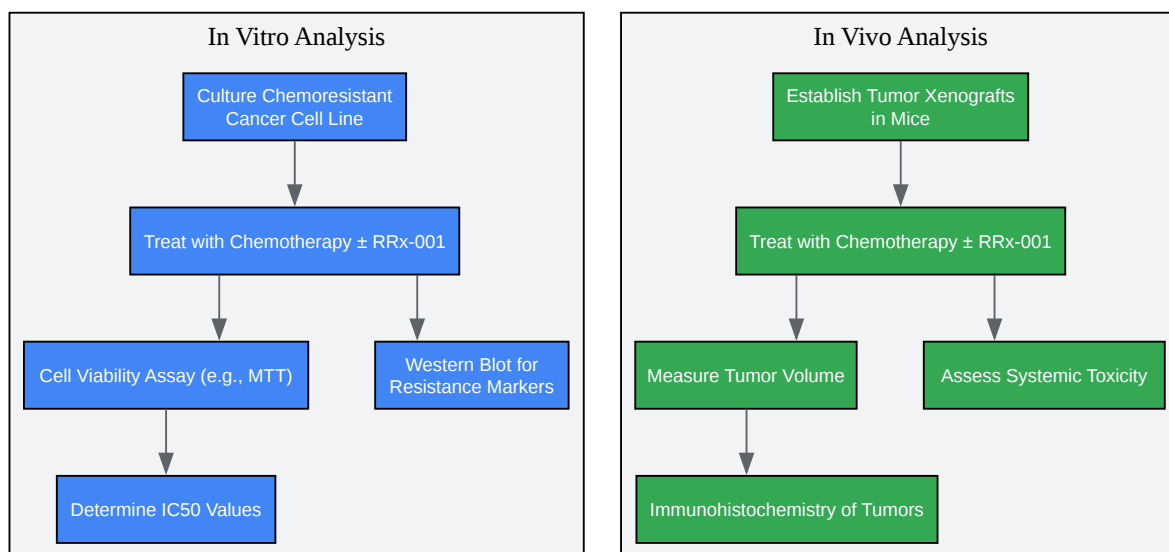 In Vitro Analysis
Culture Chemoresistant
Cancer Cell Line
Treat with Chemotherapy ± RRx-001
Cell Viability Assay (e.g., MTT)
Western Blot for
Resistance Markers
Determine IC50 Values
In Vivo Analysis
Establish Tumor Xenografts
in Mice
Treat with Chemotherapy ± RRx-001
Measure Tumor Volume
Assess Systemic Toxicity
Immunohistochemistry of Tumors